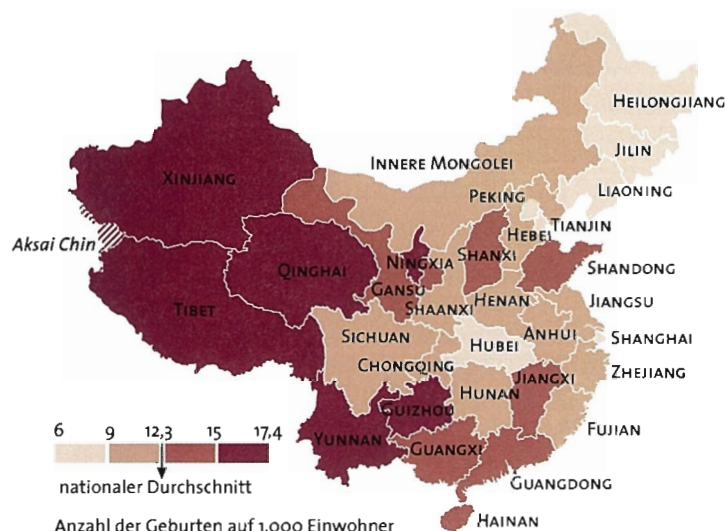 HEILONGJIANG
JILIN
INNERE MONGOLEI
XINJIANG
LIAONING
PEKING
TIANJIN
HEBEI
Aksai Chin
NINGXIA
SHANXI
QINGHAI
SHANDONG
GANSU
TIBET
SHAANXI
HENAN
JIANGSU
SICHUAN
ANHUI
HUBEI
SHANGHAI
CHONGQING
ZHEJIANG
HUNAN
JIANGXI
GUIZHOU
6 9 12,3 15 17,4
YUNNAN
GUANGXI
FUJIAN
nationaler Durchschnitt
GUANGDONG
HAINAN
Anzahl der Geburten auf 1.000 Einwohner